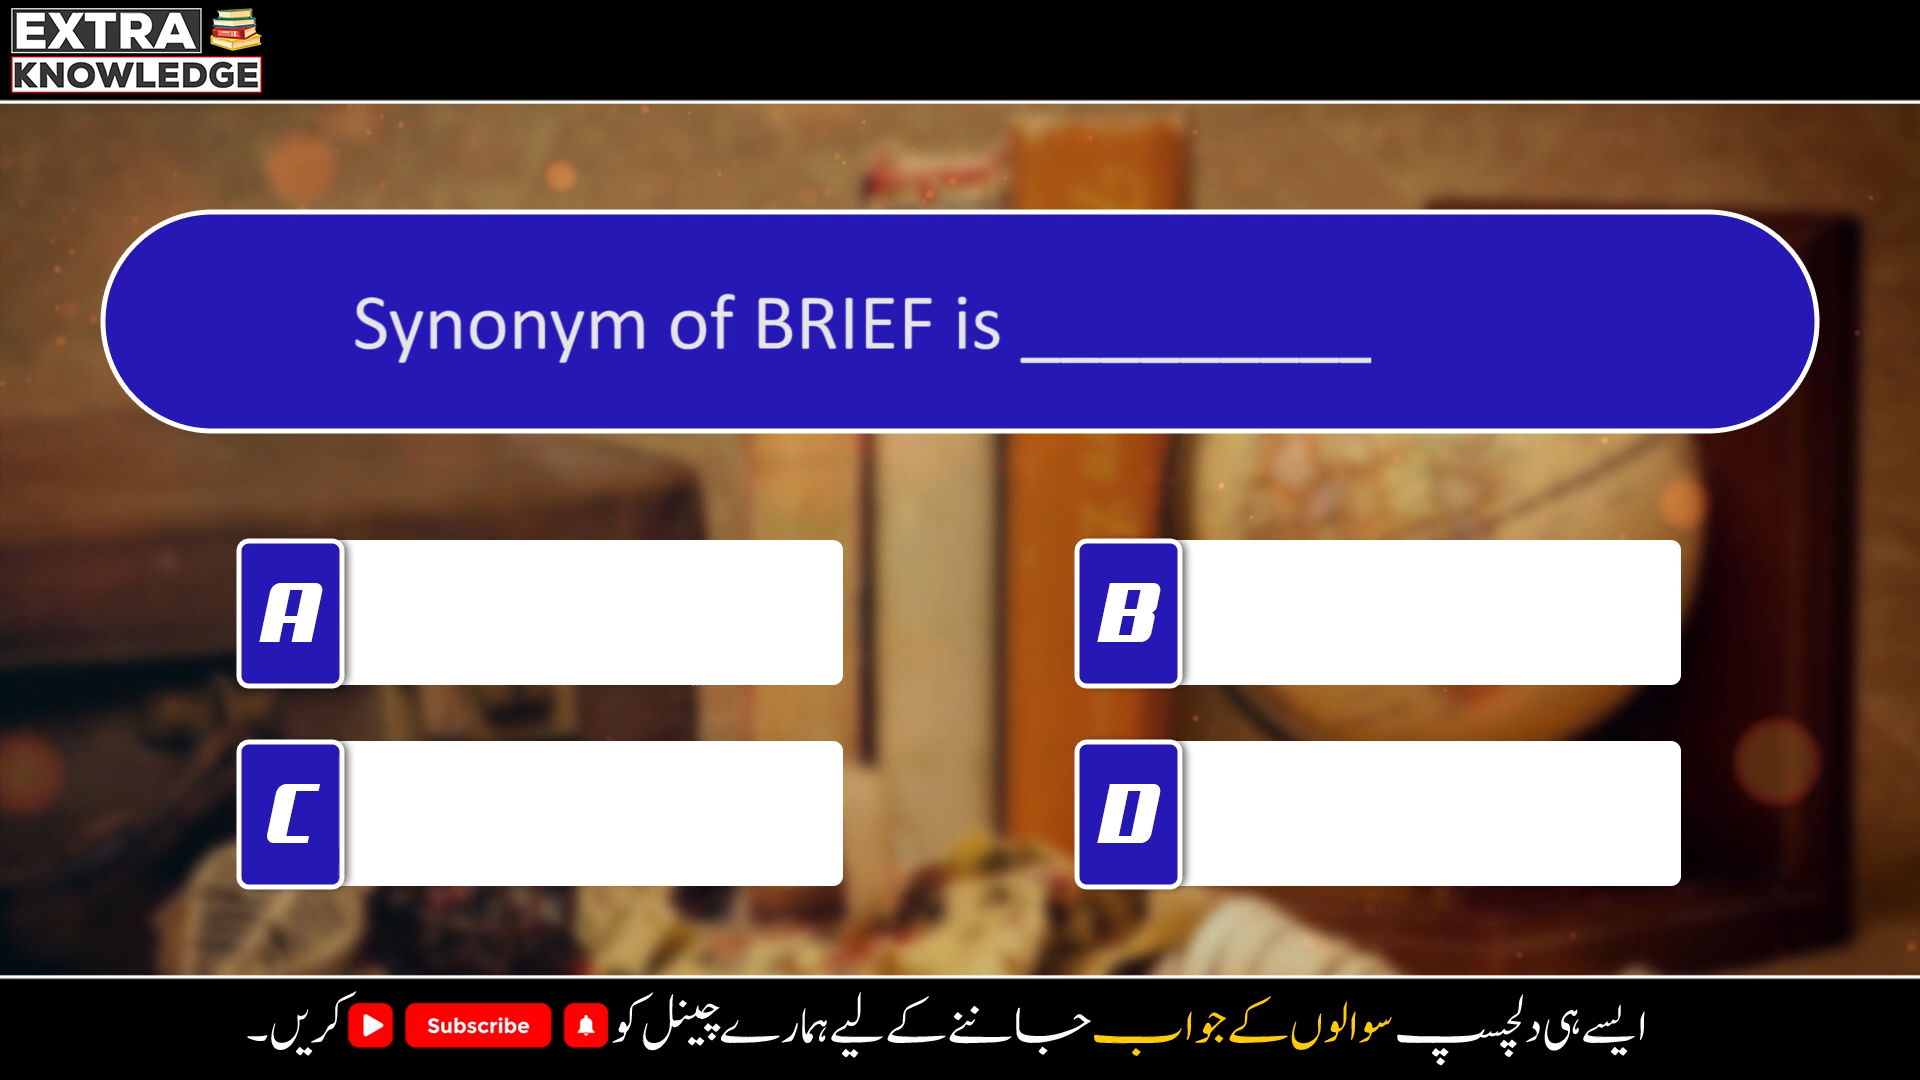 EXTRA
KNOWLEDGE
Synonym of BRIEF is _________
A
B
C
D
ایسے ہی دلچسپ سوالوں کے جواب جاننے کے لیے ہمارے چینل کو Subscribe کریں۔